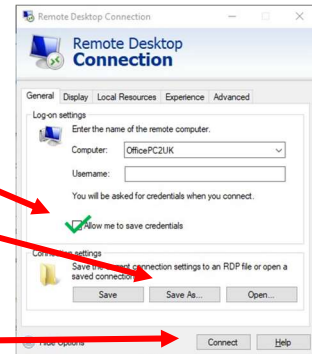 Remote Desktop Connection
Remote Desktop
Connection
General Display Local Resources Experience Advanced
Log-on settings
Enter the name of the remote computer.
Computer: OfficePC2UK
Username:
You will be asked for credentials when you connect.
Allow me to save credentials
Connection settings
Save the current connection settings to an RDP file or open a
saved connection.
Save Save As... Open...
Hide Options Connect Help